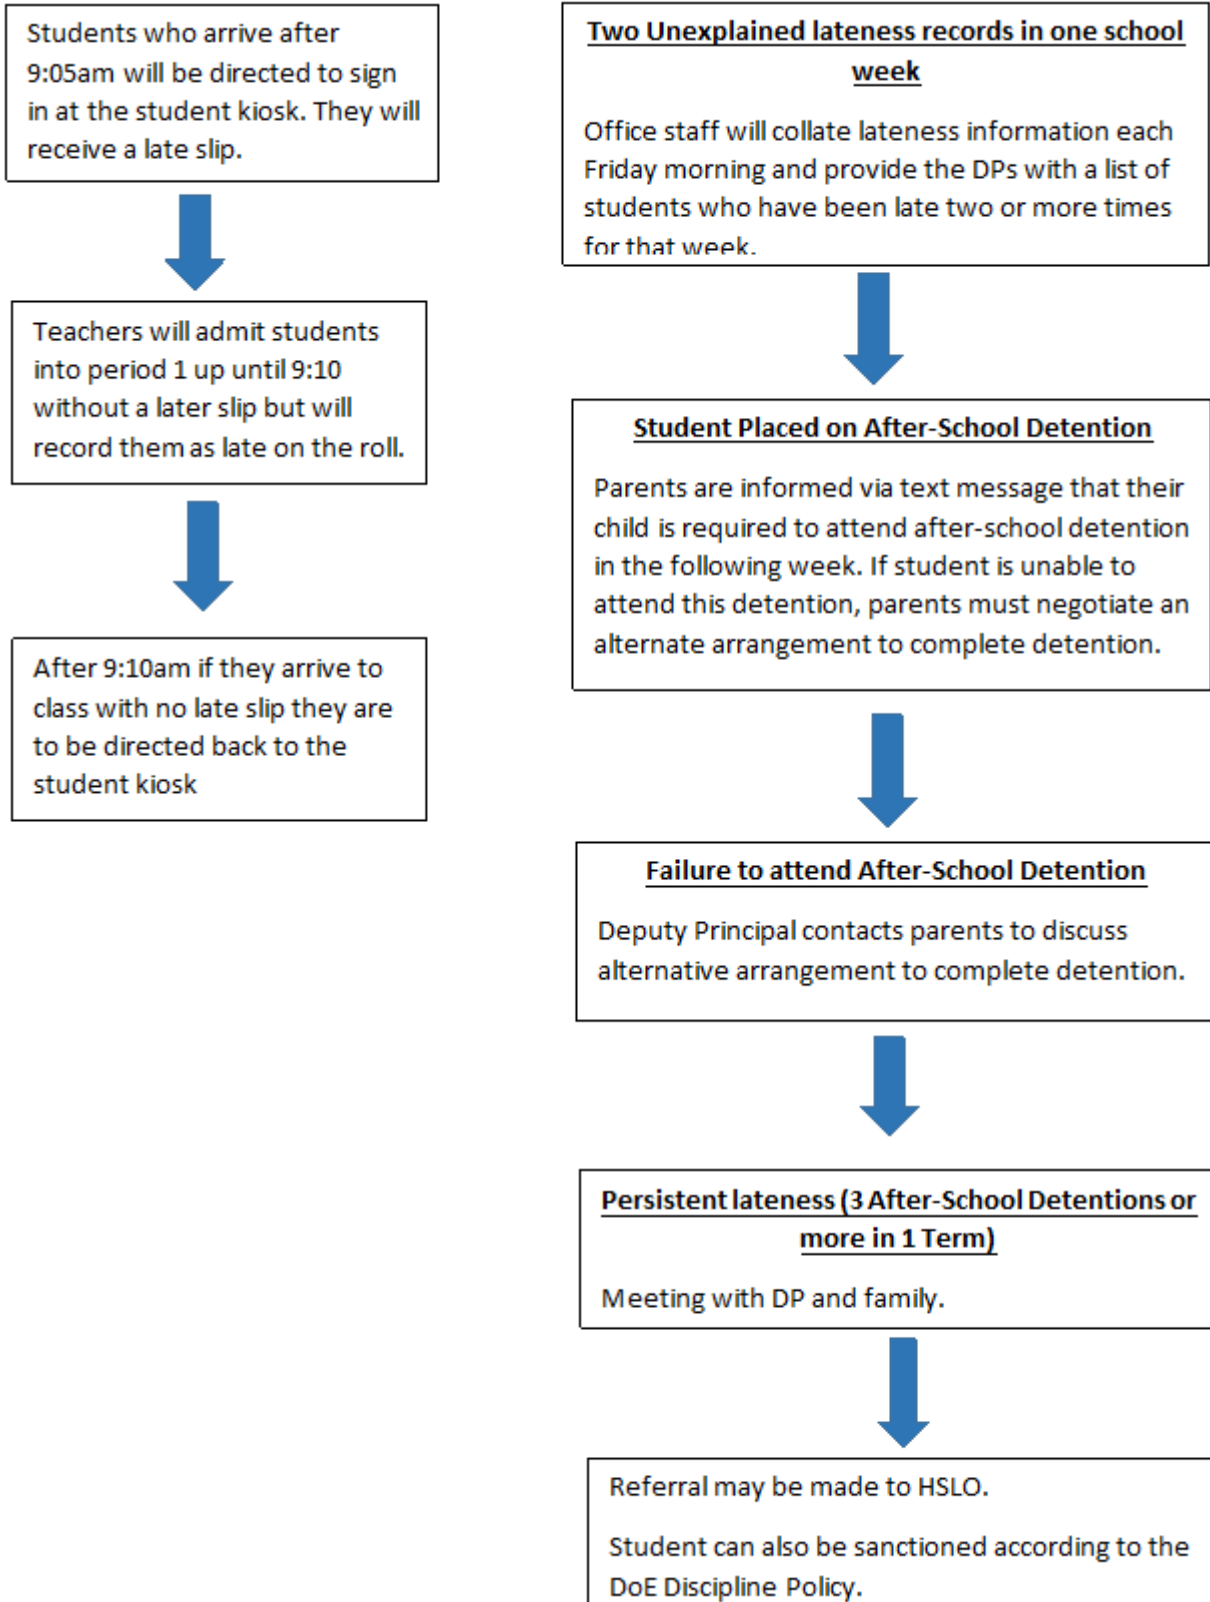 Students who arrive after
9:05am will be directed to sign
in at the student kiosk. They will
receive a late slip.
Teachers will admit students
into period 1 up until 9:10
without a later slip but will
record them as late on the roll.
After 9:10am if they arrive to
class with no late slip they are
to be directed back to the
student kiosk
Two Unexplained lateness records in one school
week
Office staff will collate lateness information each
Friday morning and provide the DPs with a list of
students who have been late two or more times
for that week.
Student Placed on After-School Detention
Parents are informed via text message that their
child is required to attend after-school detention
in the following week. If student is unable to
attend this detention, parents must negotiate an
alternate arrangement to complete detention.
Failure to attend After-School Detention
Deputy Principal contacts parents to discuss
alternative arrangement to complete detention.
Persistent lateness (3 After-School Detentions or
more in 1 Term)
Meeting with DP and family.
Referral may be made to HSLO.
Student can also be sanctioned according to the
DoE Discipline Policy.